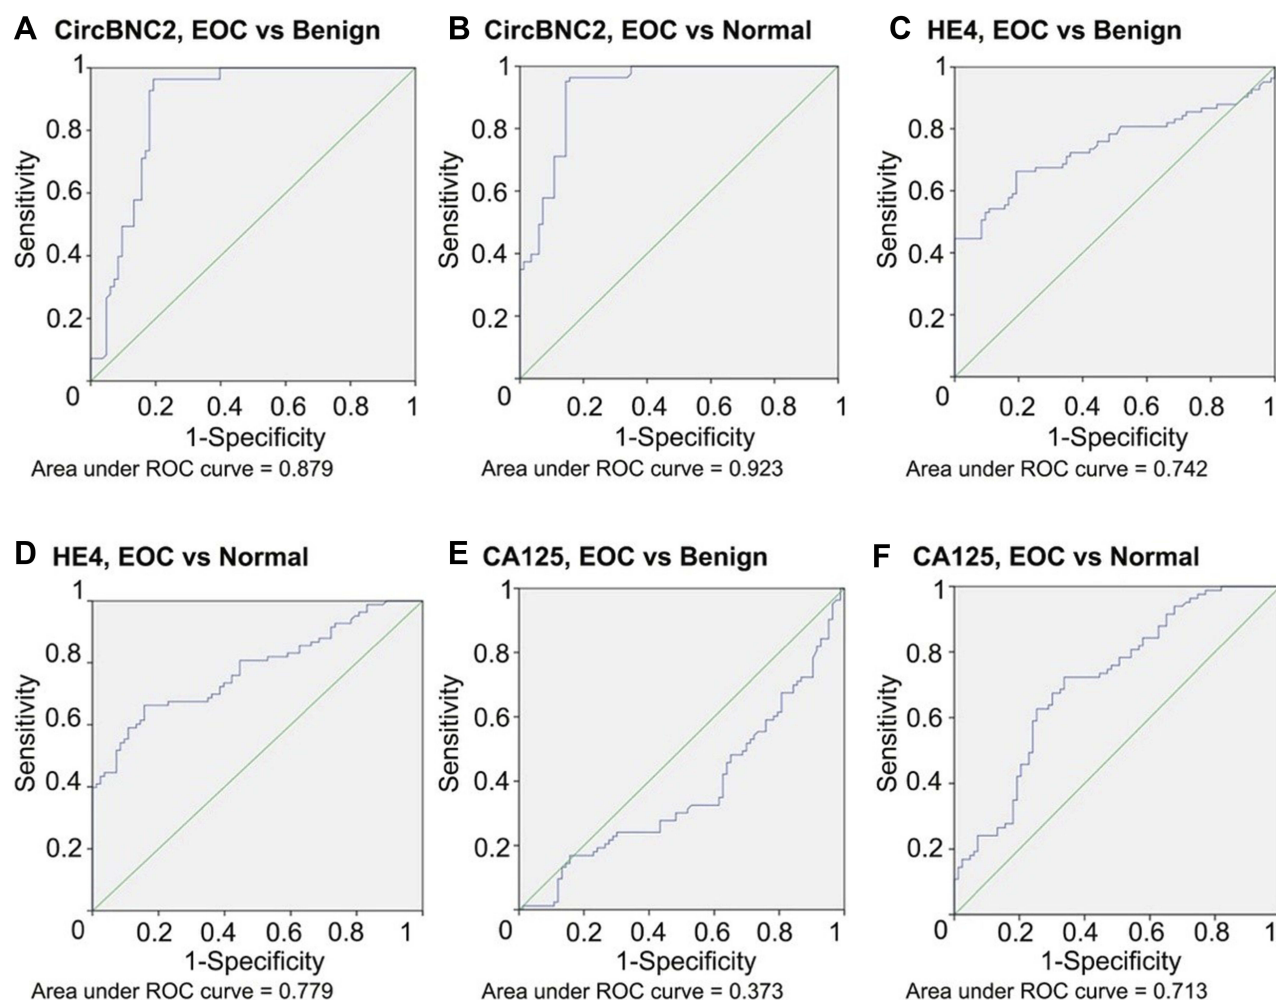 A CircBNC2, EOC vs Benign
1
0.8
0.6
0.4
0.2
0
0.2 0.4 0.6 0.8 1
Sensitivity
1-Specificity
Area under ROC curve = 0.879
B CircBNC2, EOC vs Normal
1
0.8
0.6
0.4
0.2
0
0.2 0.4 0.6 0.8 1
Sensitivity
1-Specificity
Area under ROC curve = 0.923
C HE4, EOC vs Benign
1
0.8
0.6
0.4
0.2
0
0.2 0.4 0.6 0.8 1
Sensitivity
1-Specificity
Area under ROC curve = 0.742
D HE4, EOC vs Normal
1
0.8
0.6
0.4
0.2
0
0.2 0.4 0.6 0.8 1
Sensitivity
1-Specificity
Area under ROC curve = 0.779
E CA125, EOC vs Benign
1
0.8
0.6
0.4
0.2
0
0.2 0.4 0.6 0.8 1
Sensitivity
1-Specificity
Area under ROC curve = 0.373
F CA125, EOC vs Normal
1
0.8
0.6
0.4
0.2
0
0.2 0.4 0.6 0.8 1
Sensitivity
1-Specificity
Area under ROC curve = 0.713